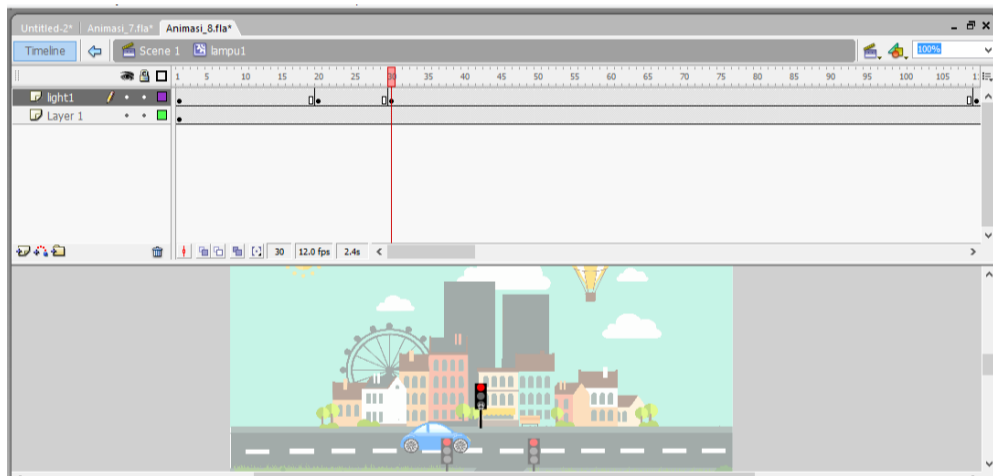 Untitled-2* Animasi_7.fla* Animasi_8.fla*
Timeline Scene 1 lampu1 100%
1 5 10 15 20 25 30 35 40 45 50 55 60 65 70 75 80 85 90 95 100 105
light1
Layer 1
30 12.0 fps 2.4s